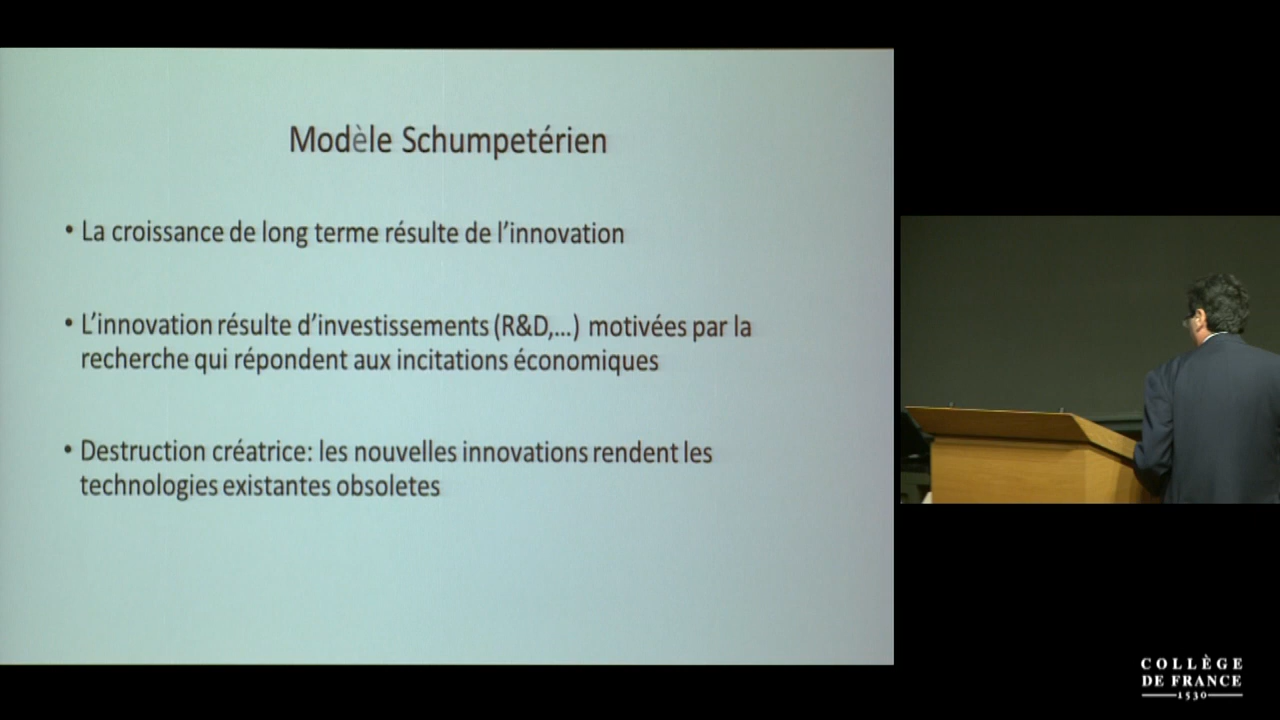 Modèle Schumpetérien
• La croissance de long terme résulte de l'innovation
• L'innovation résulte d'investissements (R&D,...) motivées par la
recherche qui répondent aux incitations économiques
• Destruction créatrice: les nouvelles innovations rendent les
technologies existantes obsoletes
COLLÈGE
DE FRANCE
1530